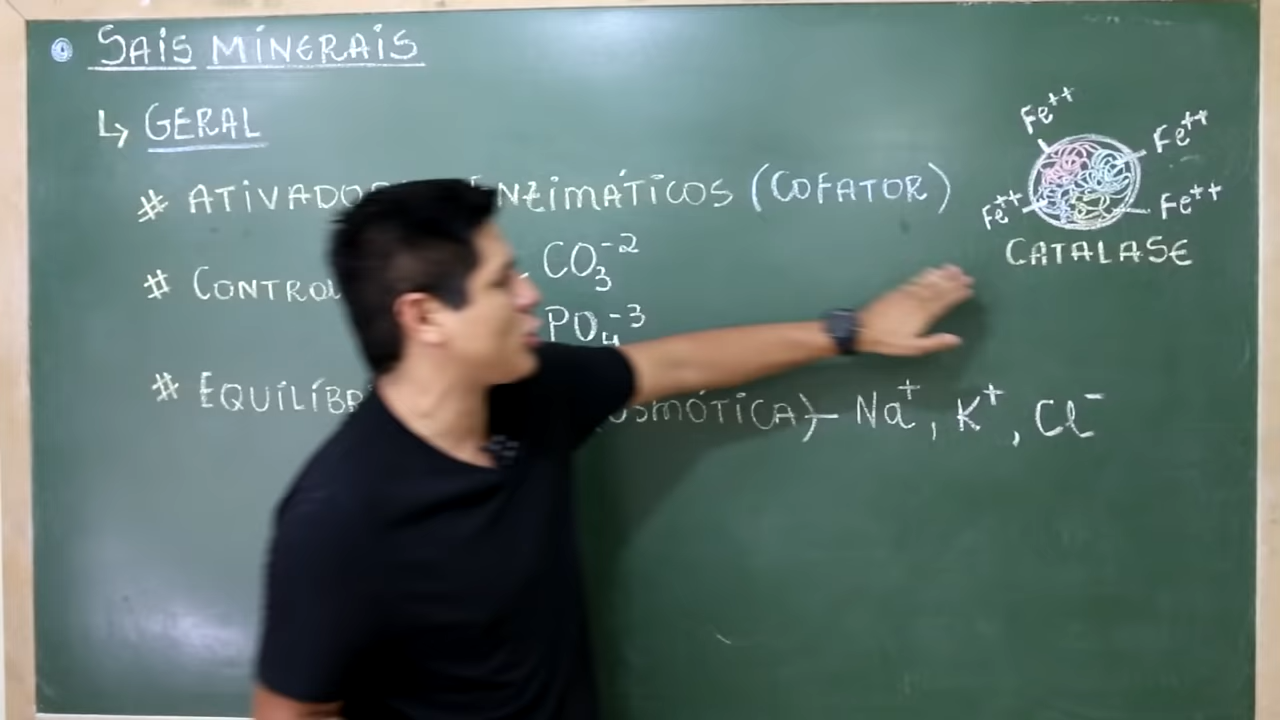 SAIS MINERAIS
↳ GERAL
# ATIVADO NZIMÁTICOS (COFATOR)
# CONTRO CO₃⁻²
PO₄⁻³
# EQUILÍBR OSMÓTICA) – Na⁺, K⁺, Cl⁻
Fe⁺⁺
Fe⁺⁺
Fe⁺⁺
Fe⁺⁺
CATALASE